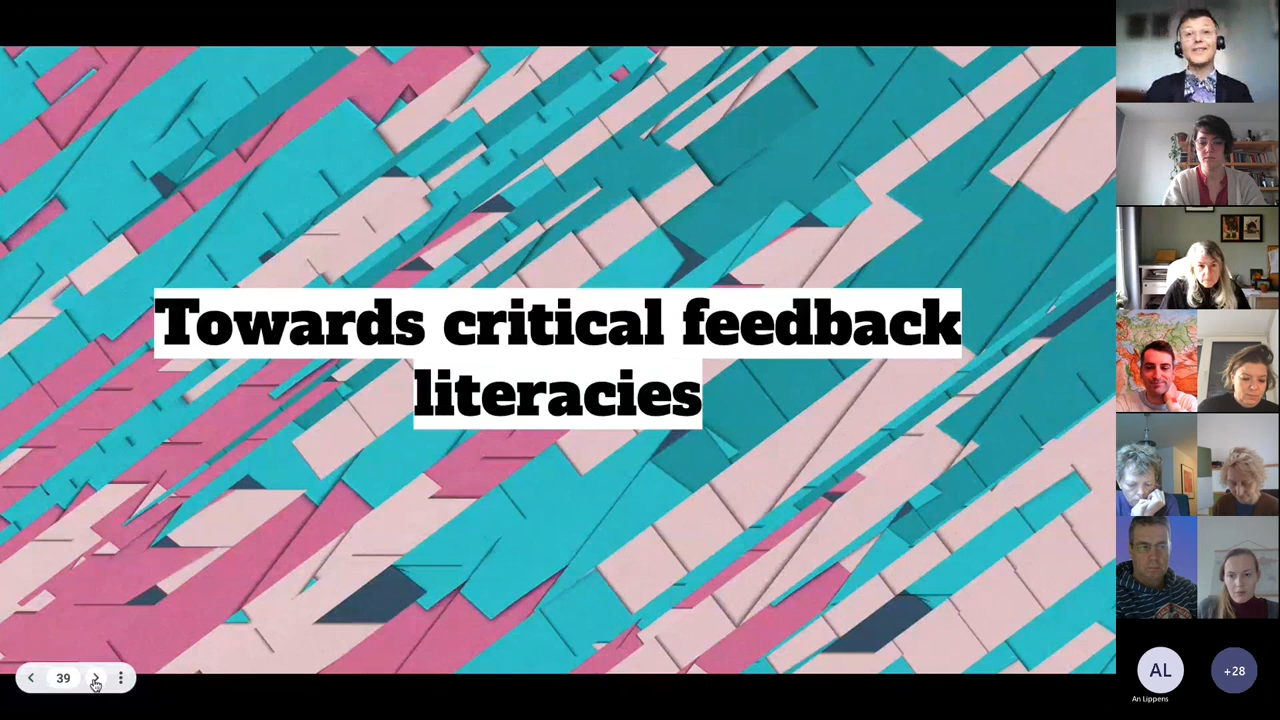 Towards critical feedback
literacies
39
AL
An Lippens
+28